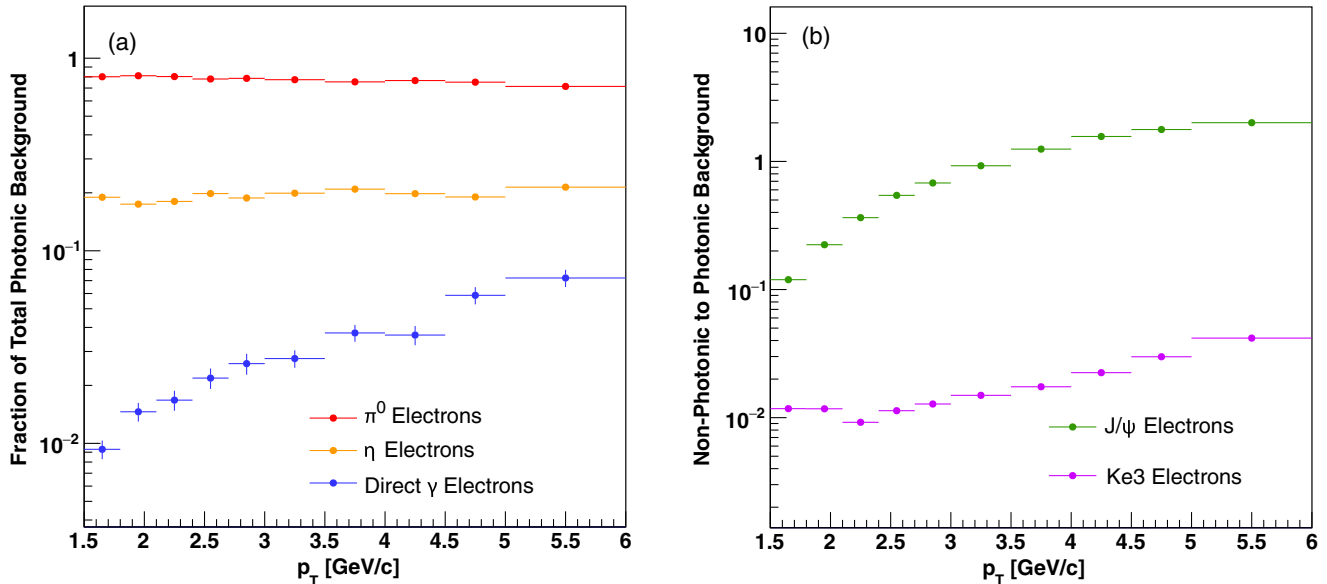 (a)
Fraction of Total Photonic Background
1
10⁻¹
10⁻²
π⁰ Electrons
η Electrons
Direct γ Electrons
1.5 2 2.5 3 3.5 4 4.5 5 5.5 6
p_T [GeV/c]
(b)
Non-Photonic to Photonic Background
10
1
10⁻¹
10⁻²
J/ψ Electrons
Ke3 Electrons
1.5 2 2.5 3 3.5 4 4.5 5 5.5 6
p_T [GeV/c]